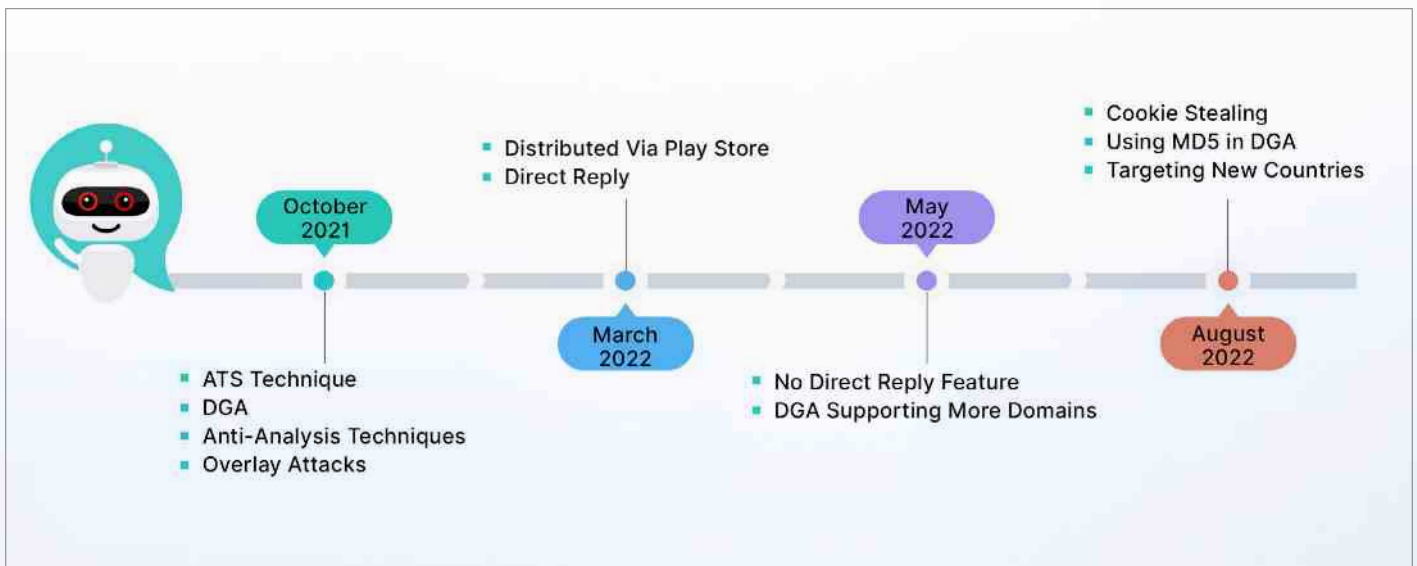 October
2021
ATS Technique
DGA
Anti-Analysis Techniques
Overlay Attacks
Distributed Via Play Store
Direct Reply
March
2022
May
2022
No Direct Reply Feature
DGA Supporting More Domains
Cookie Stealing
Using MD5 in DGA
Targeting New Countries
August
2022